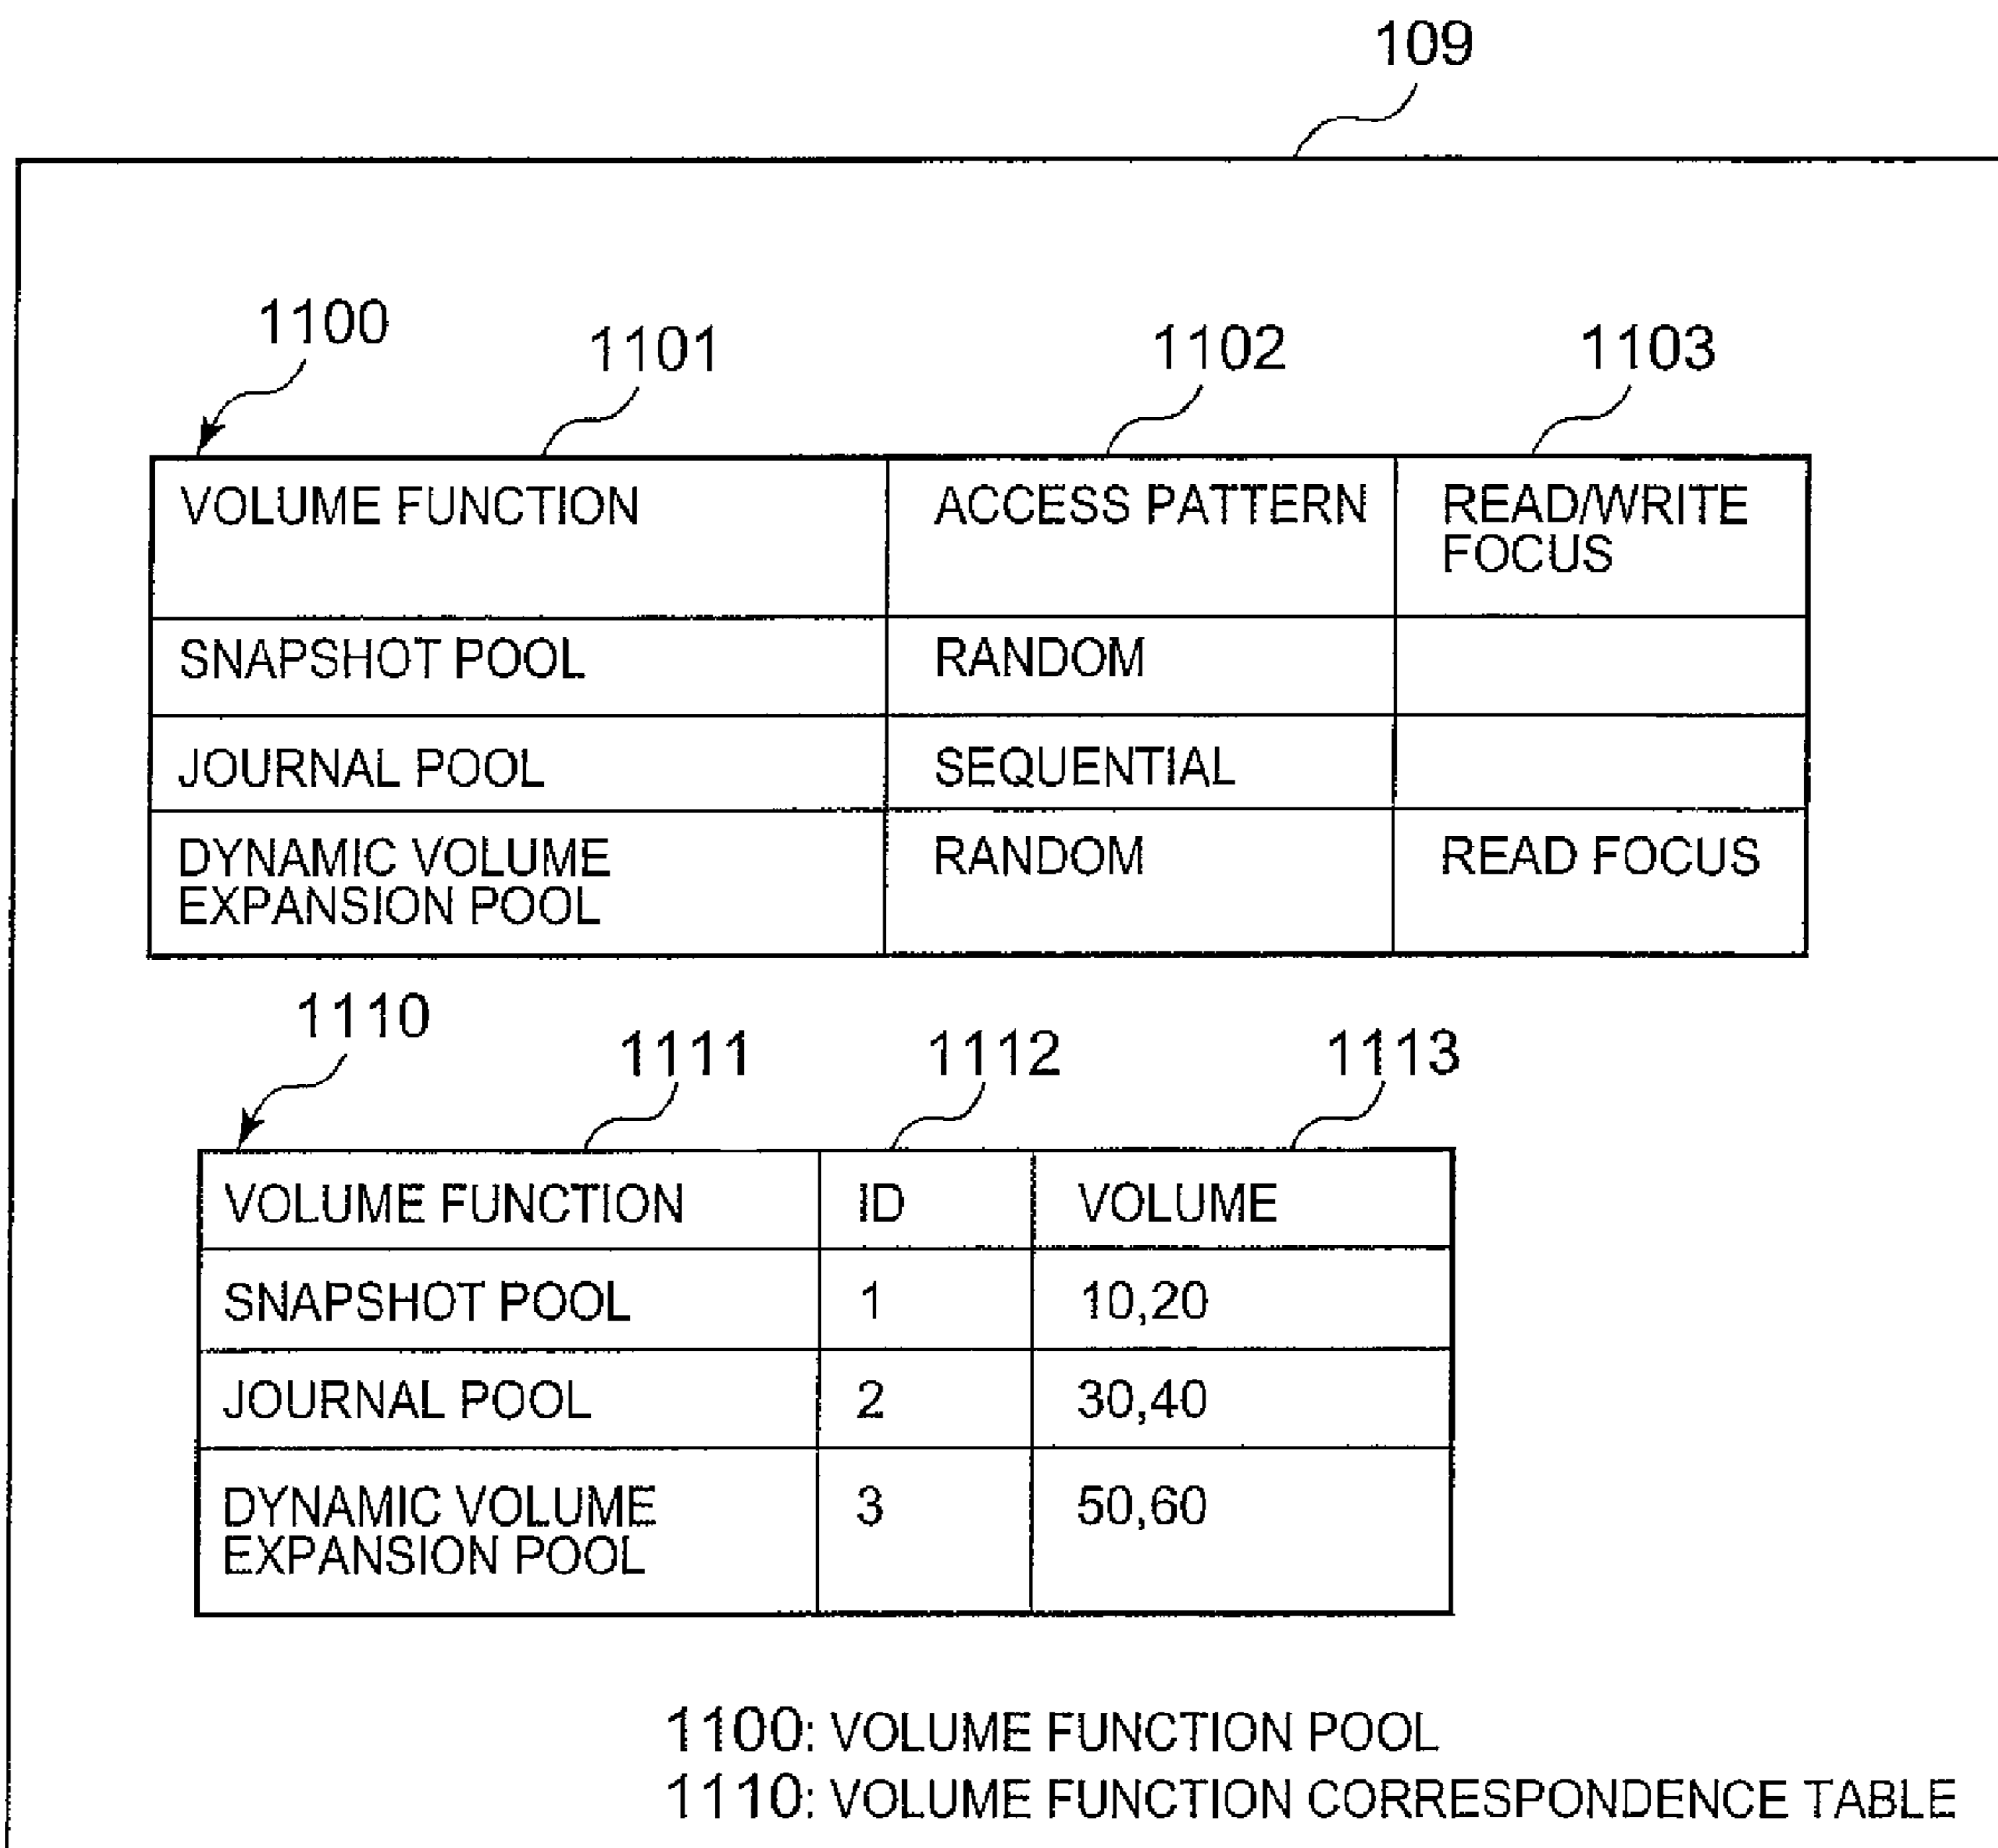 109
1100 1101 1102 1103
VOLUME FUNCTION ACCESS PATTERN READ/WRITE
FOCUS
SNAPSHOT POOL RANDOM
JOURNAL POOL SEQUENTIAL
DYNAMIC VOLUME RANDOM READ FOCUS
EXPANSION POOL
1110 1111 1112 1113
VOLUME FUNCTION ID VOLUME
SNAPSHOT POOL 1 10,20
JOURNAL POOL 2 30,40
DYNAMIC VOLUME 3 50,60
EXPANSION POOL
1100: VOLUME FUNCTION POOL
1110: VOLUME FUNCTION CORRESPONDENCE TABLE